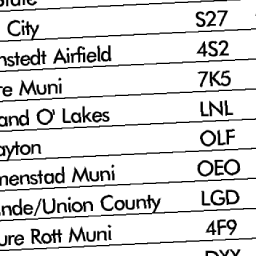 City S27
nstedt Airfield 4S2
re Muni 7K5
and O' Lakes LNL
ayton OLF
menstad Muni OEO
nde/Union County LGD
ure Rott Muni 4F9